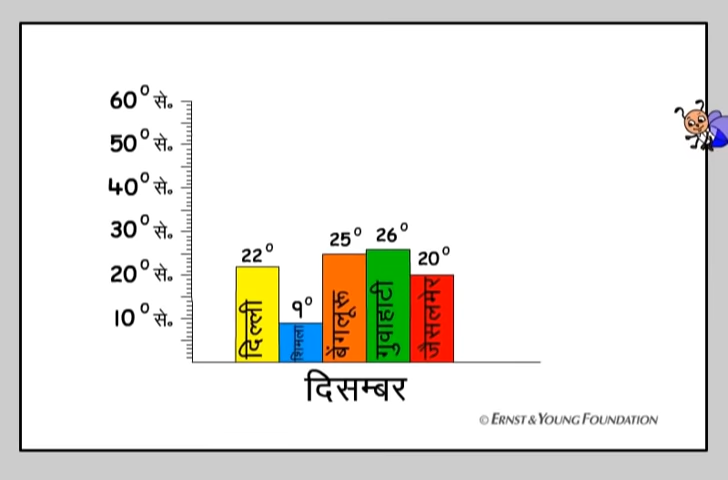 60° से॰
50° से॰
40° से॰
30° से॰
20° से॰
10° से॰
22°
9°
25°
26°
20°
दिल्ली
शिमला
बेंगलूरू
गुवाहाटी
जैसलमेर
दिसम्बर
© ERNST & YOUNG FOUNDATION